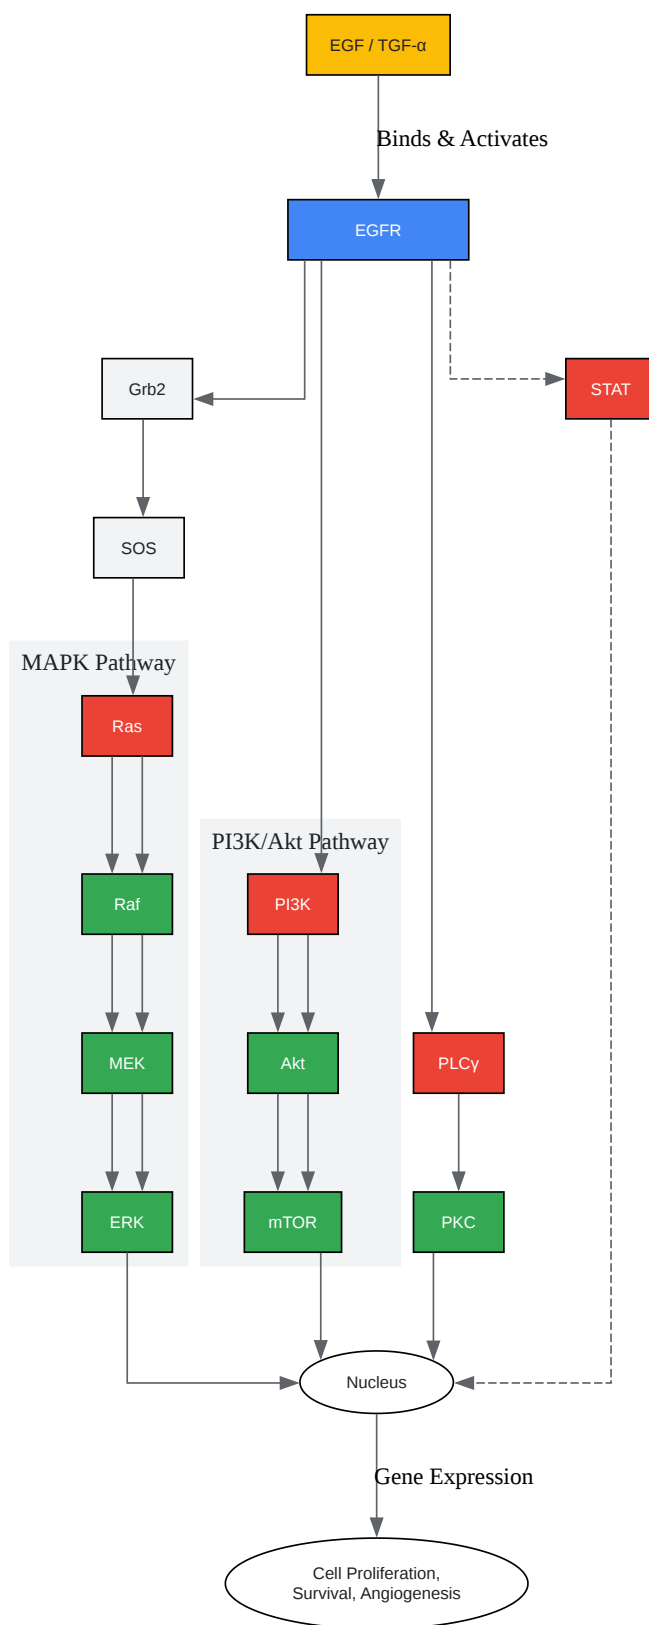 EGF / TGF-α
Binds & Activates
EGFR
Grb2
STAT
SOS
MAPK Pathway
Ras
PI3K/Akt Pathway
Raf
PI3K
MEK
Akt
PLCγ
ERK
mTOR
PKC
Nucleus
Gene Expression
Cell Proliferation,
Survival, Angiogenesis